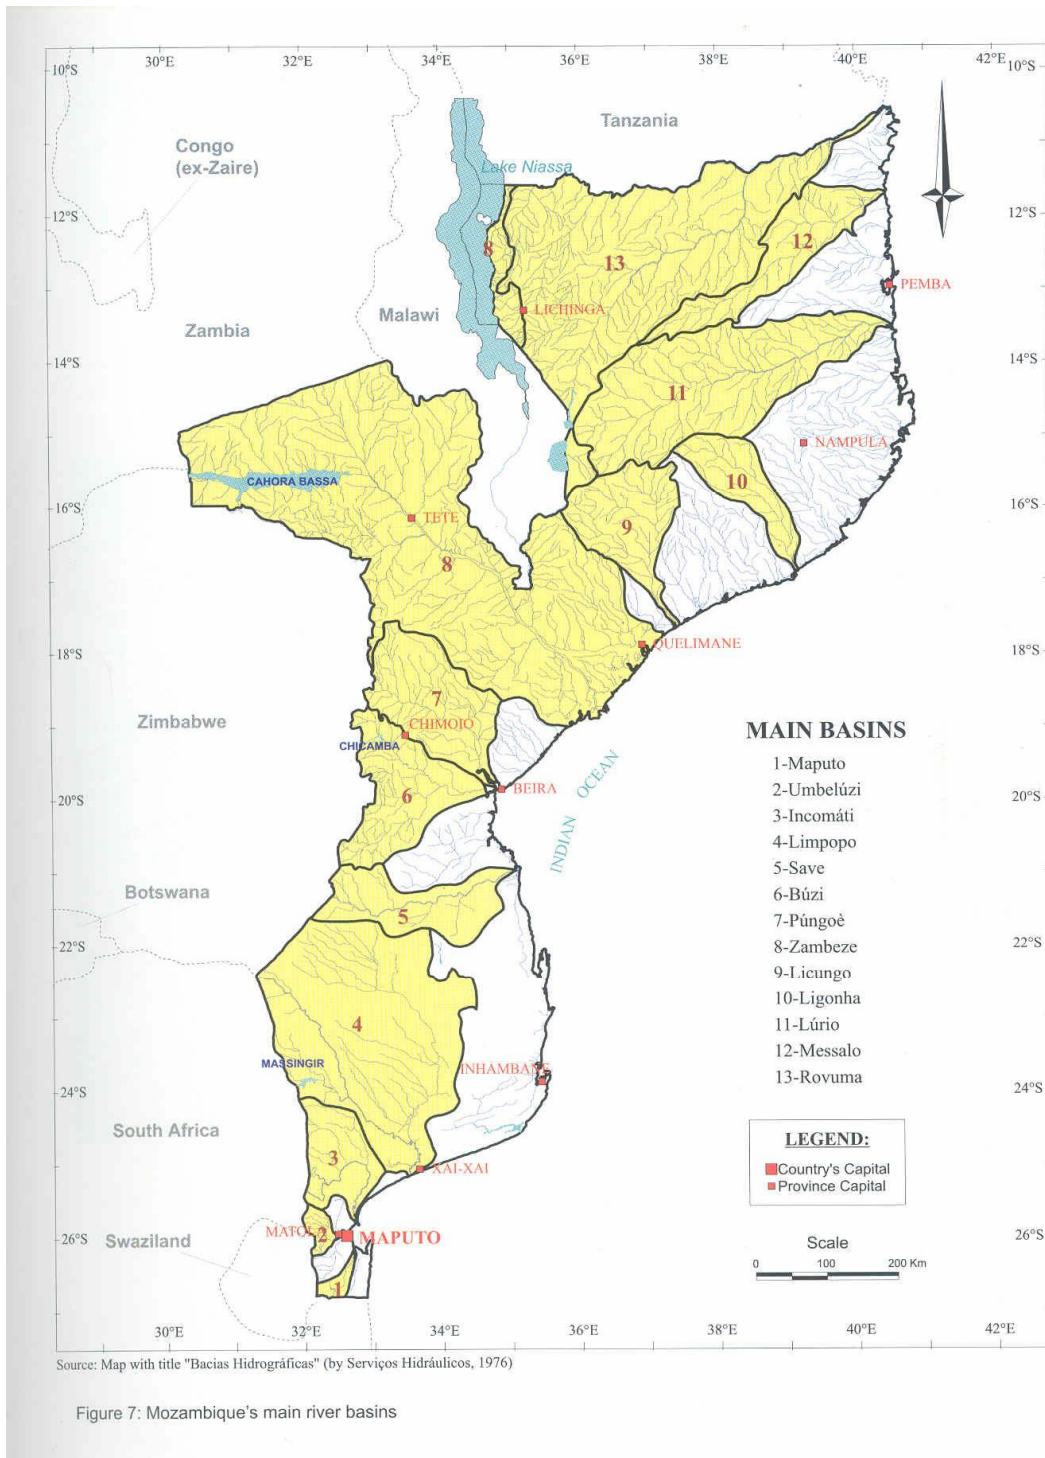 30°E 32°E 34°E 36°E 38°E 40°E 42°E
10°S 10°S
Tanzania
Congo
(ex-Zaire)
Lake Niassa
12°S 12°S
8
13
12
PEMBA
LICHINGA
Malawi
Zambia
14°S 14°S
11
NAMPULA
10
CAHORA BASSA
16°S 16°S
TETE
9
8
QUELIMANE
18°S 18°S
7
Zimbabwe
CHIMOIO
CHICAMBA
MAIN BASINS
1-Maputo
2-Umbelúzi
3-Incomáti
4-Limpopo
5-Save
6-Búzi
7-Púngoè
8-Zambeze
9-Licungo
10-Ligonha
11-Lúrio
12-Messalo
13-Rovuma
INDIAN OCEAN
BEIRA
6
20°S 20°S
Botswana
5
22°S 22°S
4
MASSINGIR
INHAMBANE
24°S 24°S
South Africa
3
XAI-XAI
LEGEND:
Country's Capital
Province Capital
2
MAPUTO
Swaziland
26°S 26°S
1
Scale
0 100 200 Km
30°E 32°E 34°E 36°E 38°E 40°E 42°E
Source: Map with title "Bacias Hidrográficas" (by Serviços Hidráulicos, 1976)
Figure 7: Mozambique's main river basins